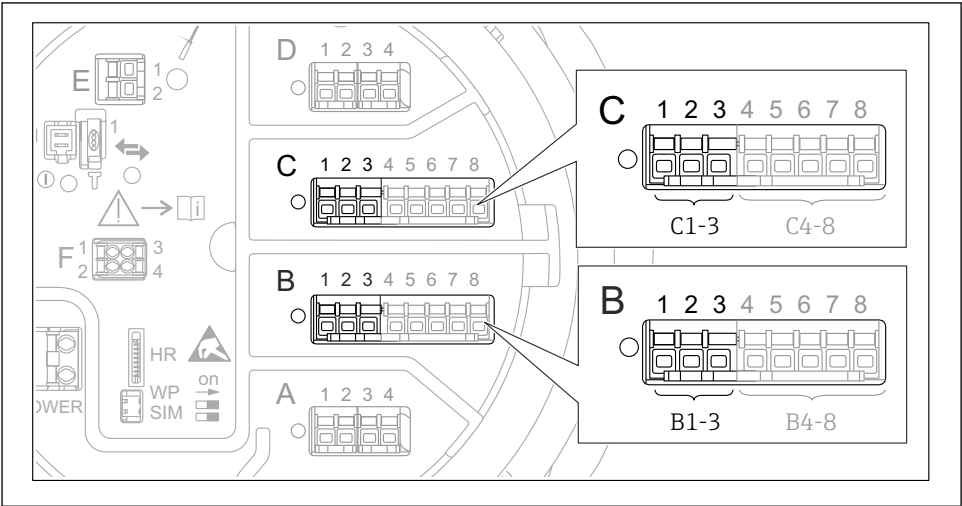 D 1 2 3 4
E 1
2
1
C 1 2 3 4 5 6 7 8
i
F 1 3
2 4
B 1 2 3 4 5 6 7 8
HR
WP on
SIM
A 1 2 3 4
C 1 2 3 4 5 6 7 8
C1-3 C4-8
B 1 2 3 4 5 6 7 8
B1-3 B4-8